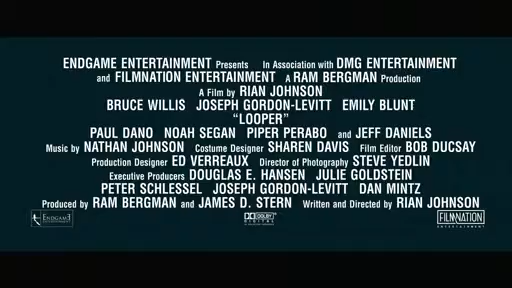 ENDGAME ENTERTAINMENT Presents In Association with DMG ENTERTAINMENT
and FILMNATION ENTERTAINMENT A RAM BERGMAN Production
A Film by RIAN JOHNSON
BRUCE WILLIS JOSEPH GORDON-LEVITT EMILY BLUNT
“LOOPER”
PAUL DANO NOAH SEGAN PIPER PERABO and JEFF DANIELS
Music by NATHAN JOHNSON Costume Designer SHAREN DAVIS Film Editor BOB DUCSAY
Production Designer ED VERREAUX Director of Photography STEVE YEDLIN
Executive Producers DOUGLAS E. HANSEN JULIE GOLDSTEIN
PETER SCHLESSEL JOSEPH GORDON-LEVITT DAN MINTZ
Produced by RAM BERGMAN and JAMES D. STERN Written and Directed by RIAN JOHNSON
ENDGAME
DOLBY
DIGITAL
FILMNATION
ENTERTAINMENT